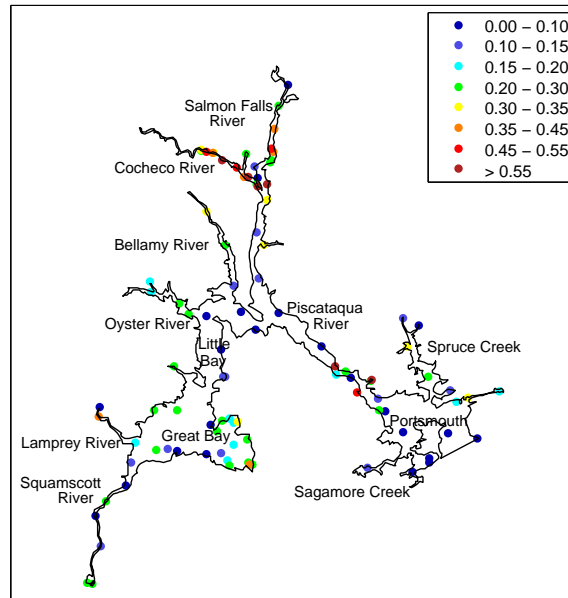 0.00 − 0.10
0.10 − 0.15
0.15 − 0.20
0.20 − 0.30
0.30 − 0.35
0.35 − 0.45
0.45 − 0.55
> 0.55
Salmon Falls
River
Cocheco River
Bellamy River
Oyster River
Piscataqua
River
Little
Bay
Spruce Creek
Portsmouth
Lamprey River
Great Bay
Squamscott
River
Sagamore Creek